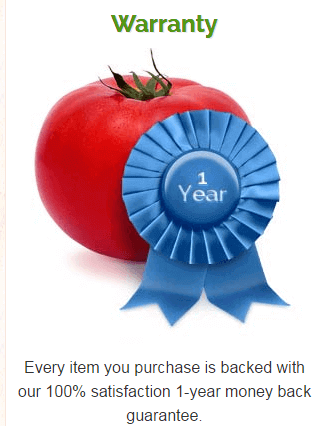 Warranty
1
Year
Every item you purchase is backed with
our 100% satisfaction 1-year money back
guarantee.